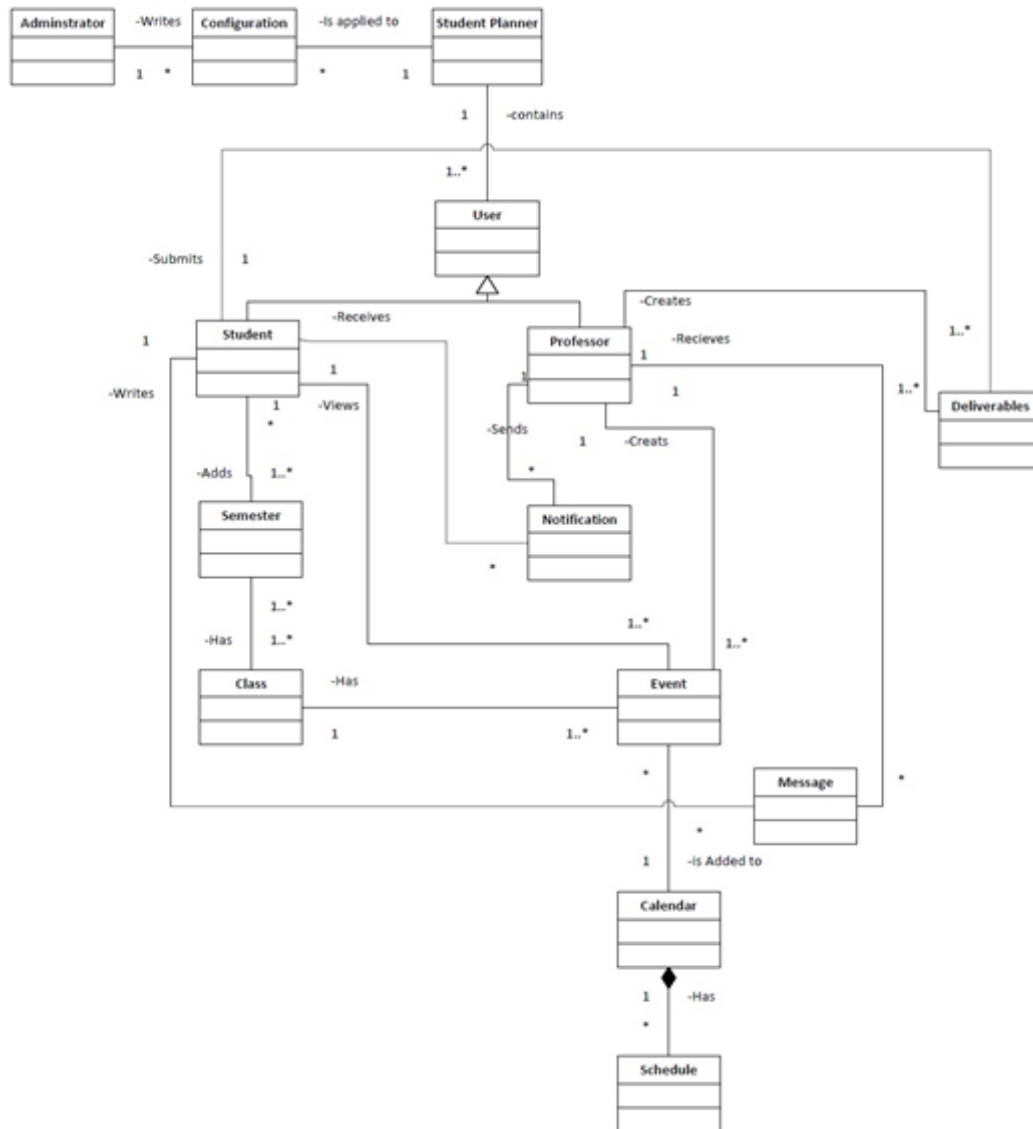 Adminstrator
-Writes
Configuration
-Is applied to
Student Planner
1
*
*
1
1
-contains
1..*
User
-Submits
1
-Creates
-Receives
Student
Professor
1..*
-Recieves
1
1
1
1
1
-Writes
1..*
Deliverables
-Views
1
*
-Sends
1
-Creats
-Adds
1..*
*
Semester
Notification
*
1..*
1..*
-Has
1..*
1..*
Class
-Has
Event
1
1..*
*
Message
*
*
1
-is Added to
Calendar
1
-Has
*
Schedule